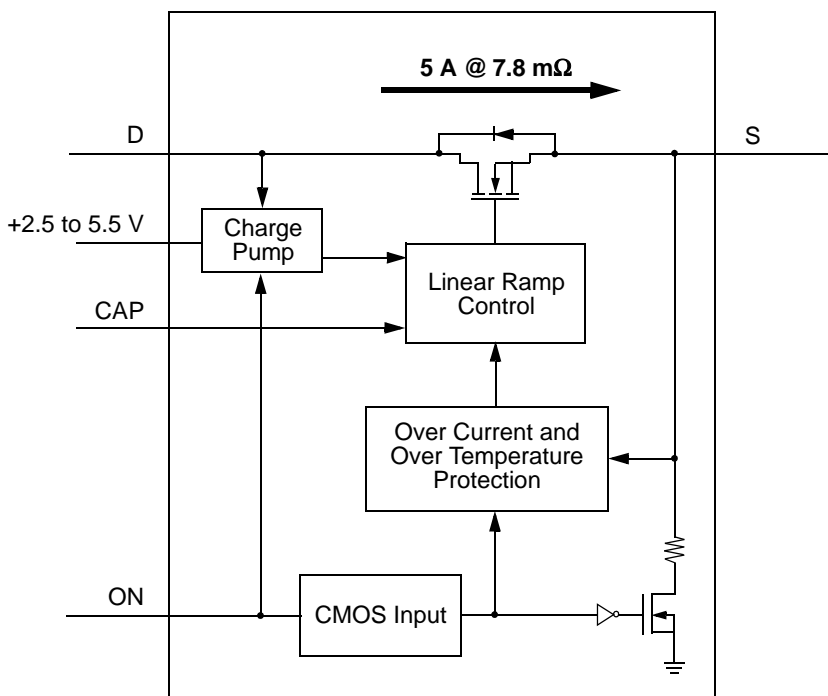 5 A @ 7.8 mΩ
D
S
+2.5 to 5.5 V
Charge
Pump
Linear Ramp
Control
CAP
Over Current and
Over Temperature
Protection
ON
CMOS Input